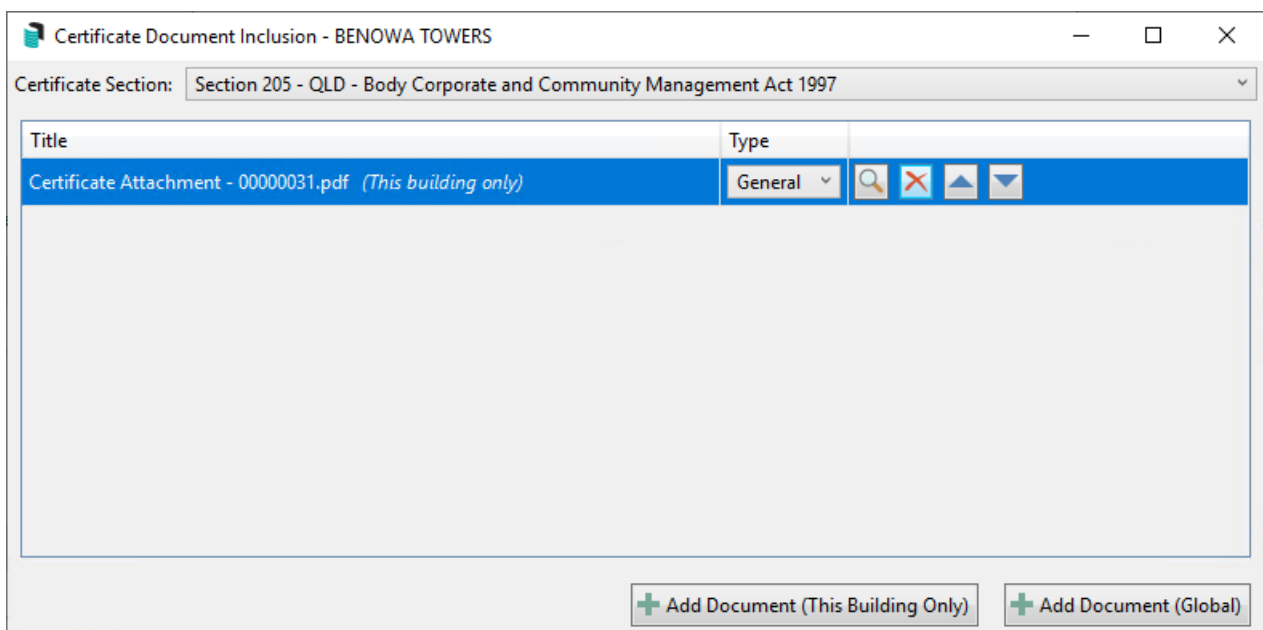 Certificate Document Inclusion - BENOWA TOWERS
Certificate Section: Section 205 - QLD - Body Corporate and Community Management Act 1997
Title Type
Certificate Attachment - 00000031.pdf (This building only) General
Add Document (This Building Only) Add Document (Global)